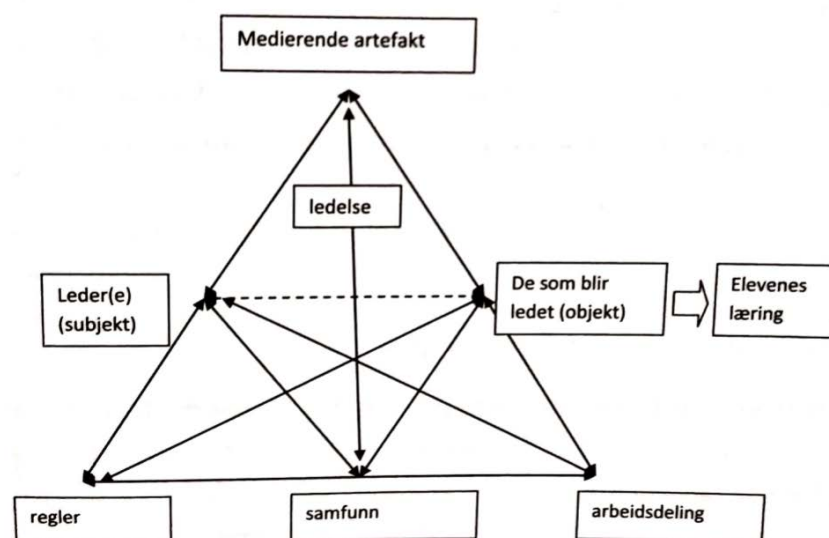 Medierende artefakt
ledelse
Leder(e)
(subjekt)
De som blir
ledet (objekt)
Elevenes
læring
regler
samfunn
arbeidsdeling